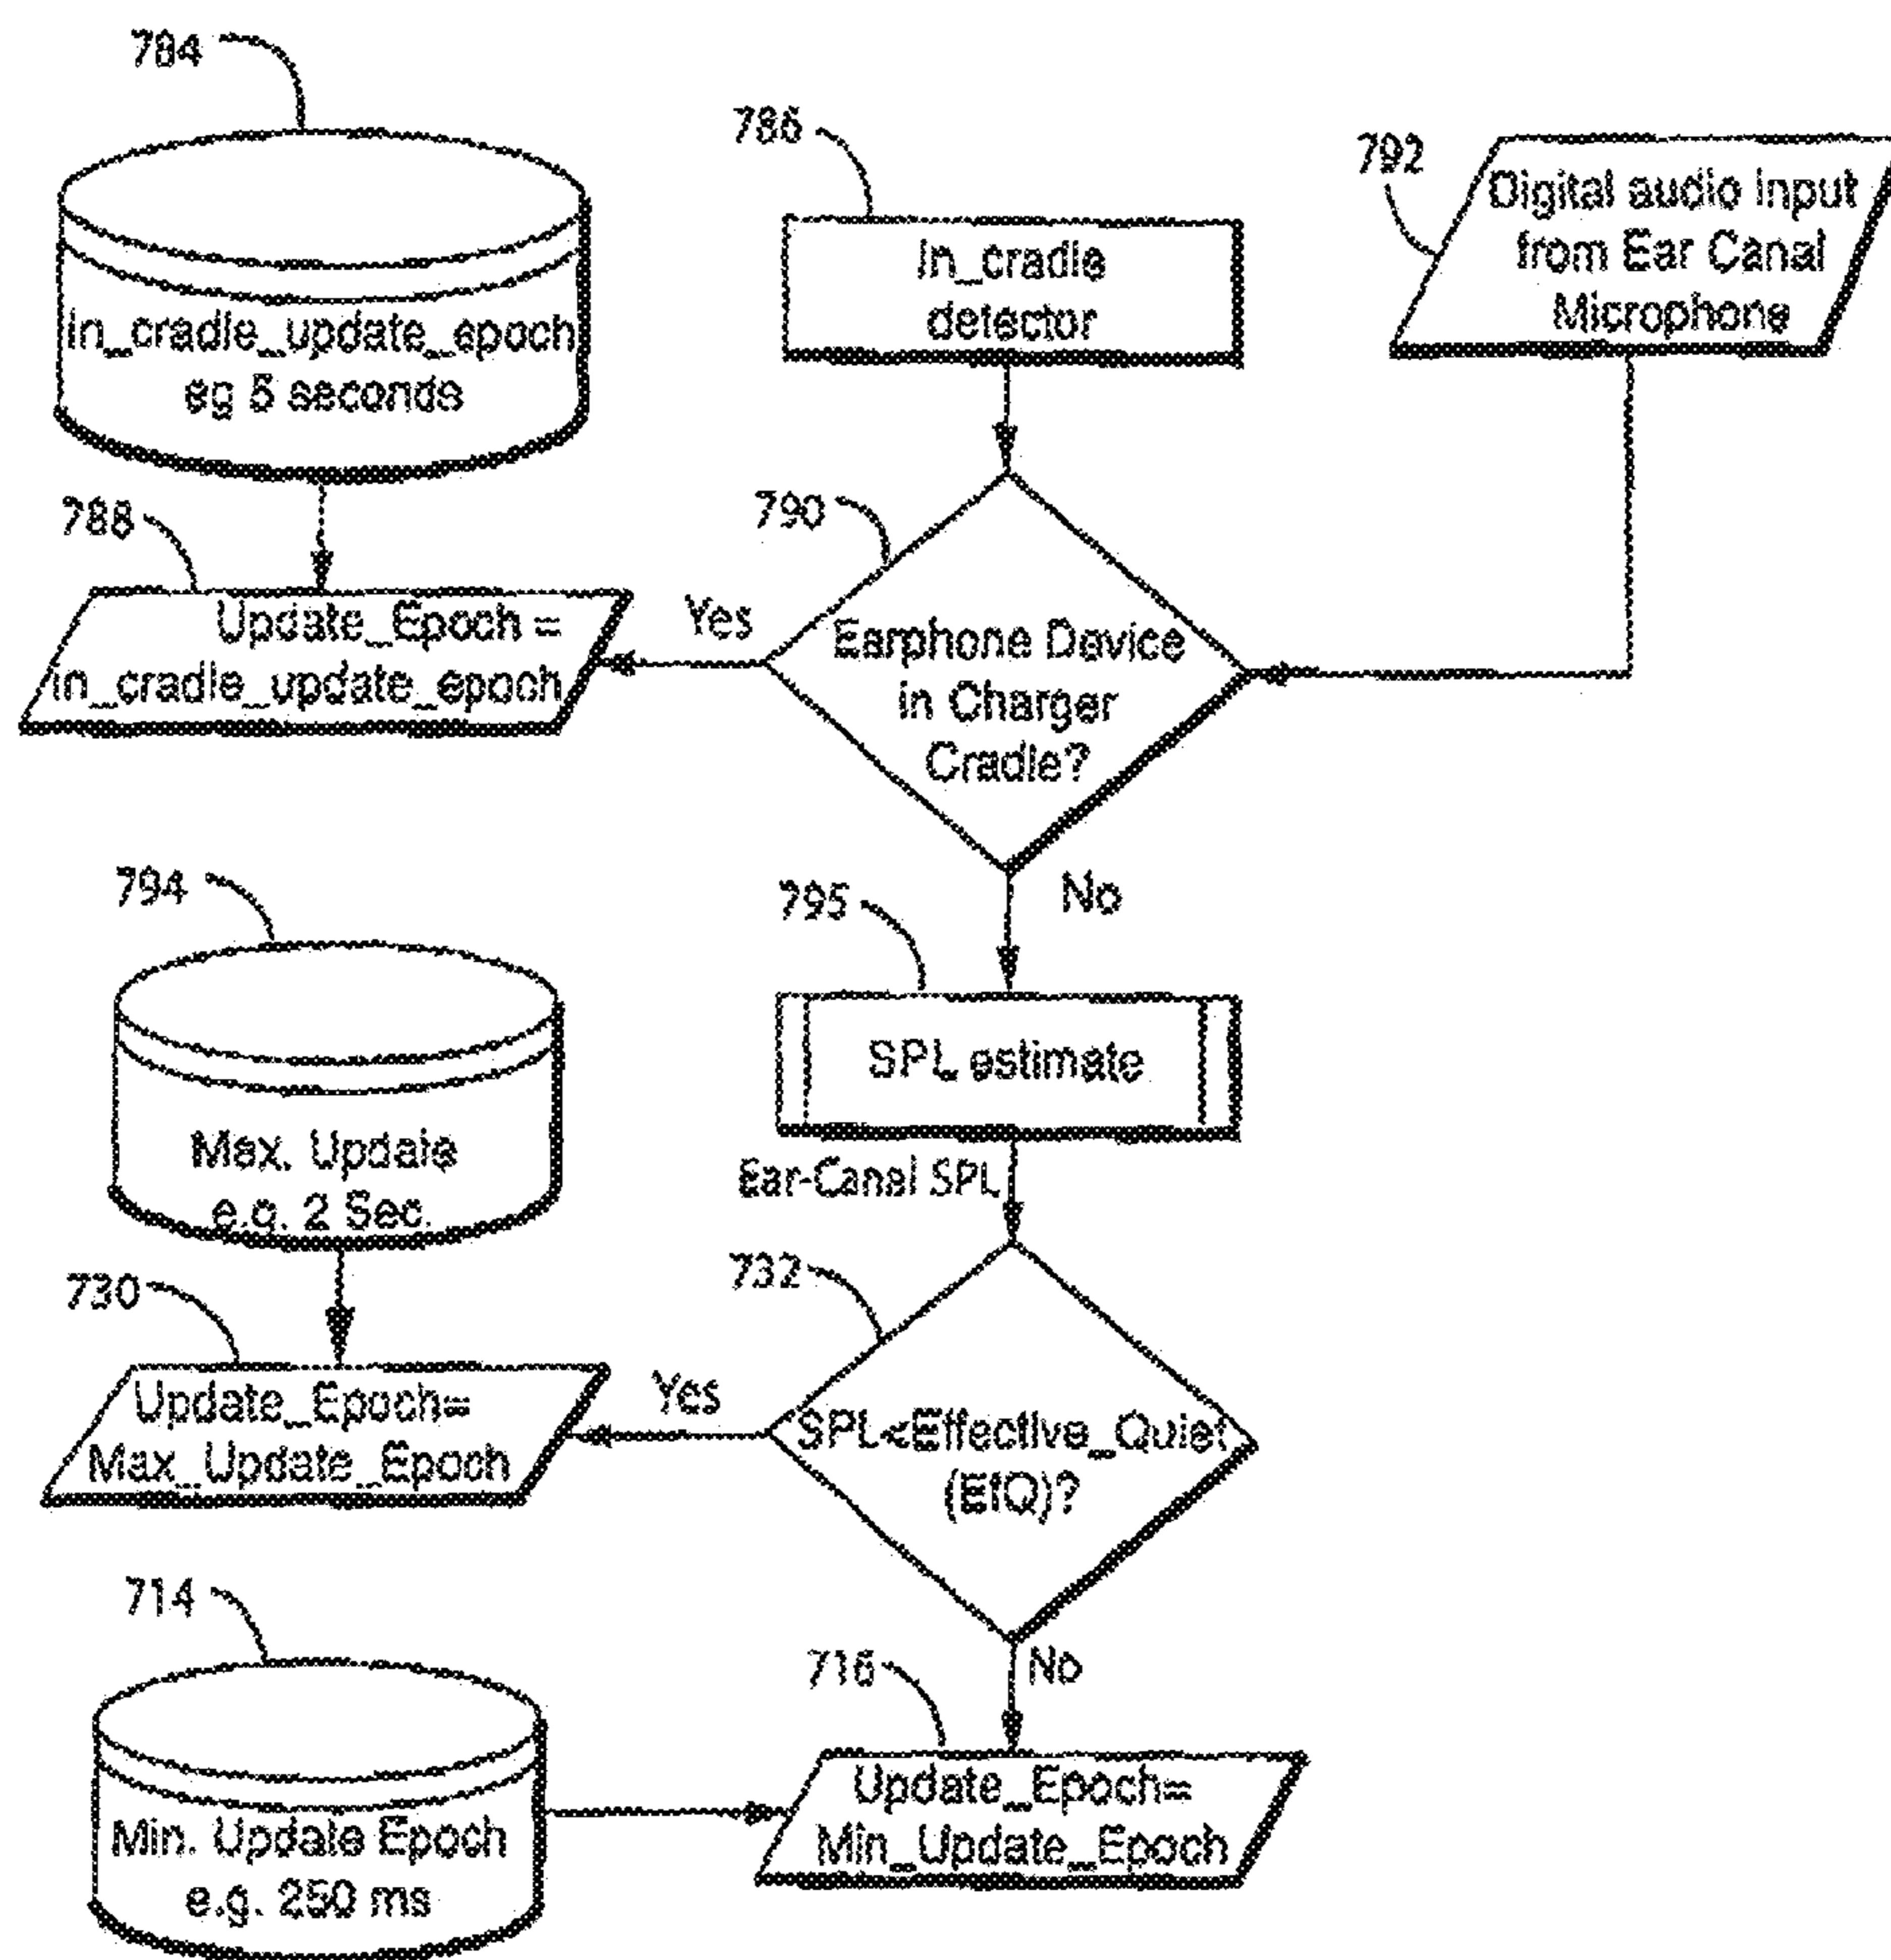 784
786
792
In_cradle_update_epoch
eg 5 seconds
In_cradle
detector
Digital audio Input
from Ear Canal
Microphone
788
790
Update_Epoch =
in_cradle_update_epoch
Yes
Earphone Device
in Charger
Cradle?
No
794
795
Max. Update
e.g. 2 Sec.
SPL estimate
Ear-Canal SPL
730
732
Update_Epoch=
Max_Update_Epoch
Yes
SPL<Effective_Quiet
(EfQ)?
No
714
716
Min. Update Epoch
e.g. 250 ms
Update_Epoch=
Min_Update_Epoch